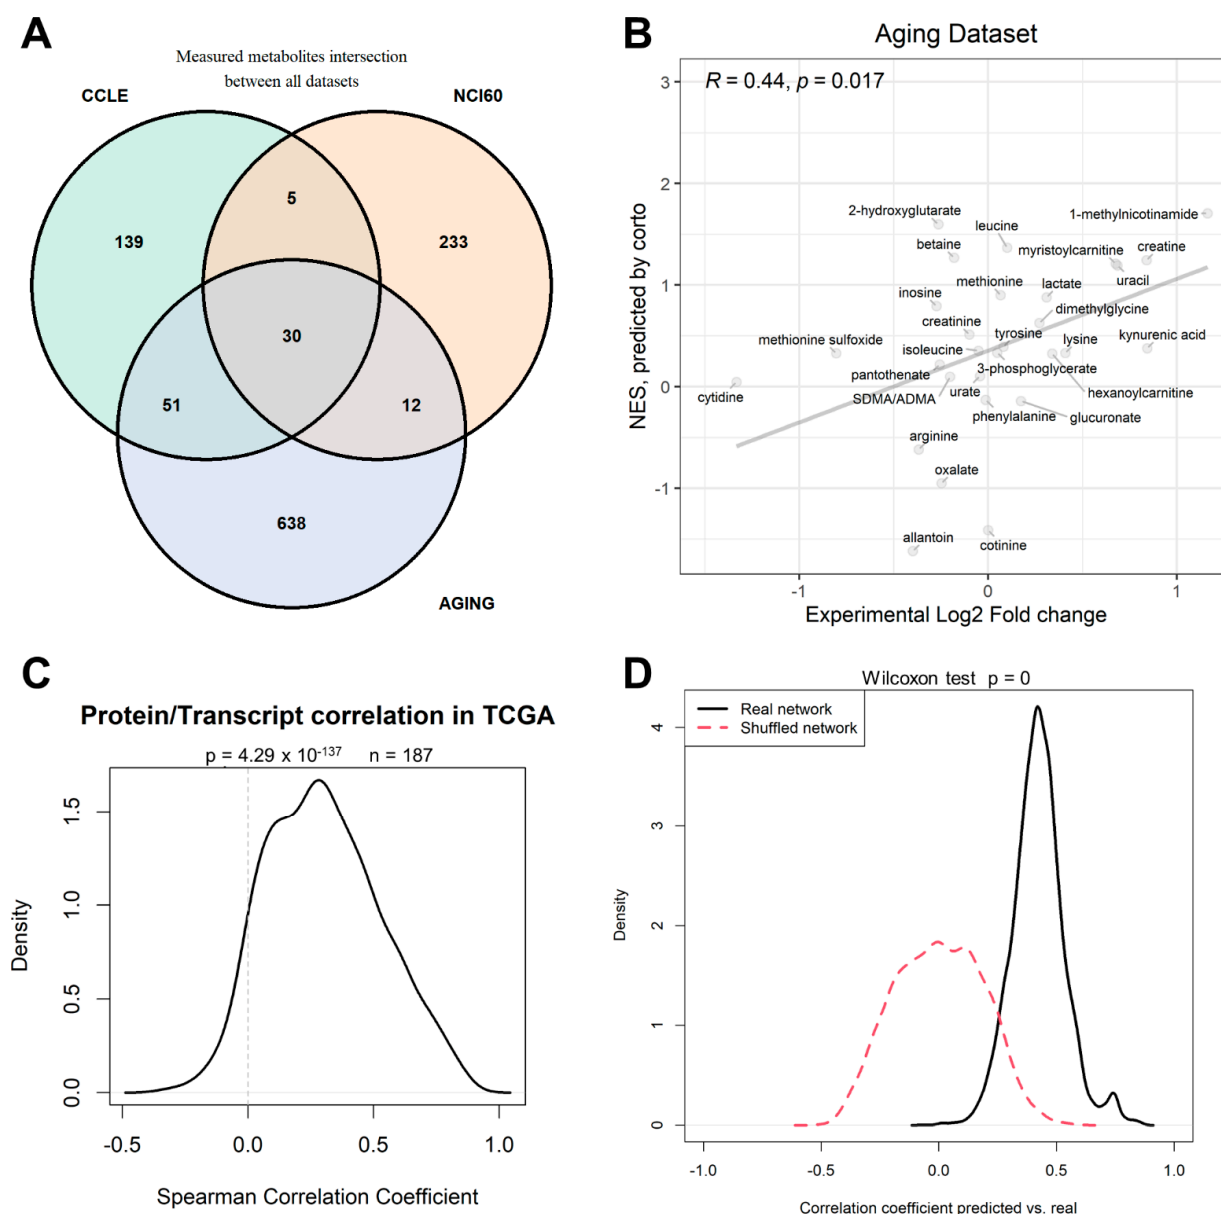 A
Measured metabolites intersection
between all datasets
CCLE
NCI60
5
139
233
30
51
12
638
AGING
B
Aging Dataset
R = 0.44, p = 0.017
3
2
1
0
-1
NES, predicted by corto
2-hydroxyglutarate
leucine
1-methylnicotinamide
betaine
myristoylcarnitine
creatine
uracil
methionine
lactate
inosine
dimethylglycine
creatinine
tyrosine
lysine
kynurenic acid
methionine sulfoxide
isoleucine
3-phosphoglycerate
pantothenate
hexanoylcarnitine
cytidine
SDMA/ADMA
urate
phenylalanine
glucuronate
arginine
oxalate
allantoin
cotinine
-1
0
1
Experimental Log2 Fold change
C
Protein/Transcript correlation in TCGA
p = 4.29 x 10-137 n = 187
1.5
1.0
0.5
0.0
Density
-0.5
0.0
0.5
1.0
Spearman Correlation Coefficient
D
Wilcoxon test p = 0
Real network
Shuffled network
4
3
2
1
0
Density
-1.0
-0.5
0.0
0.5
1.0
Correlation coefficient predicted vs. real